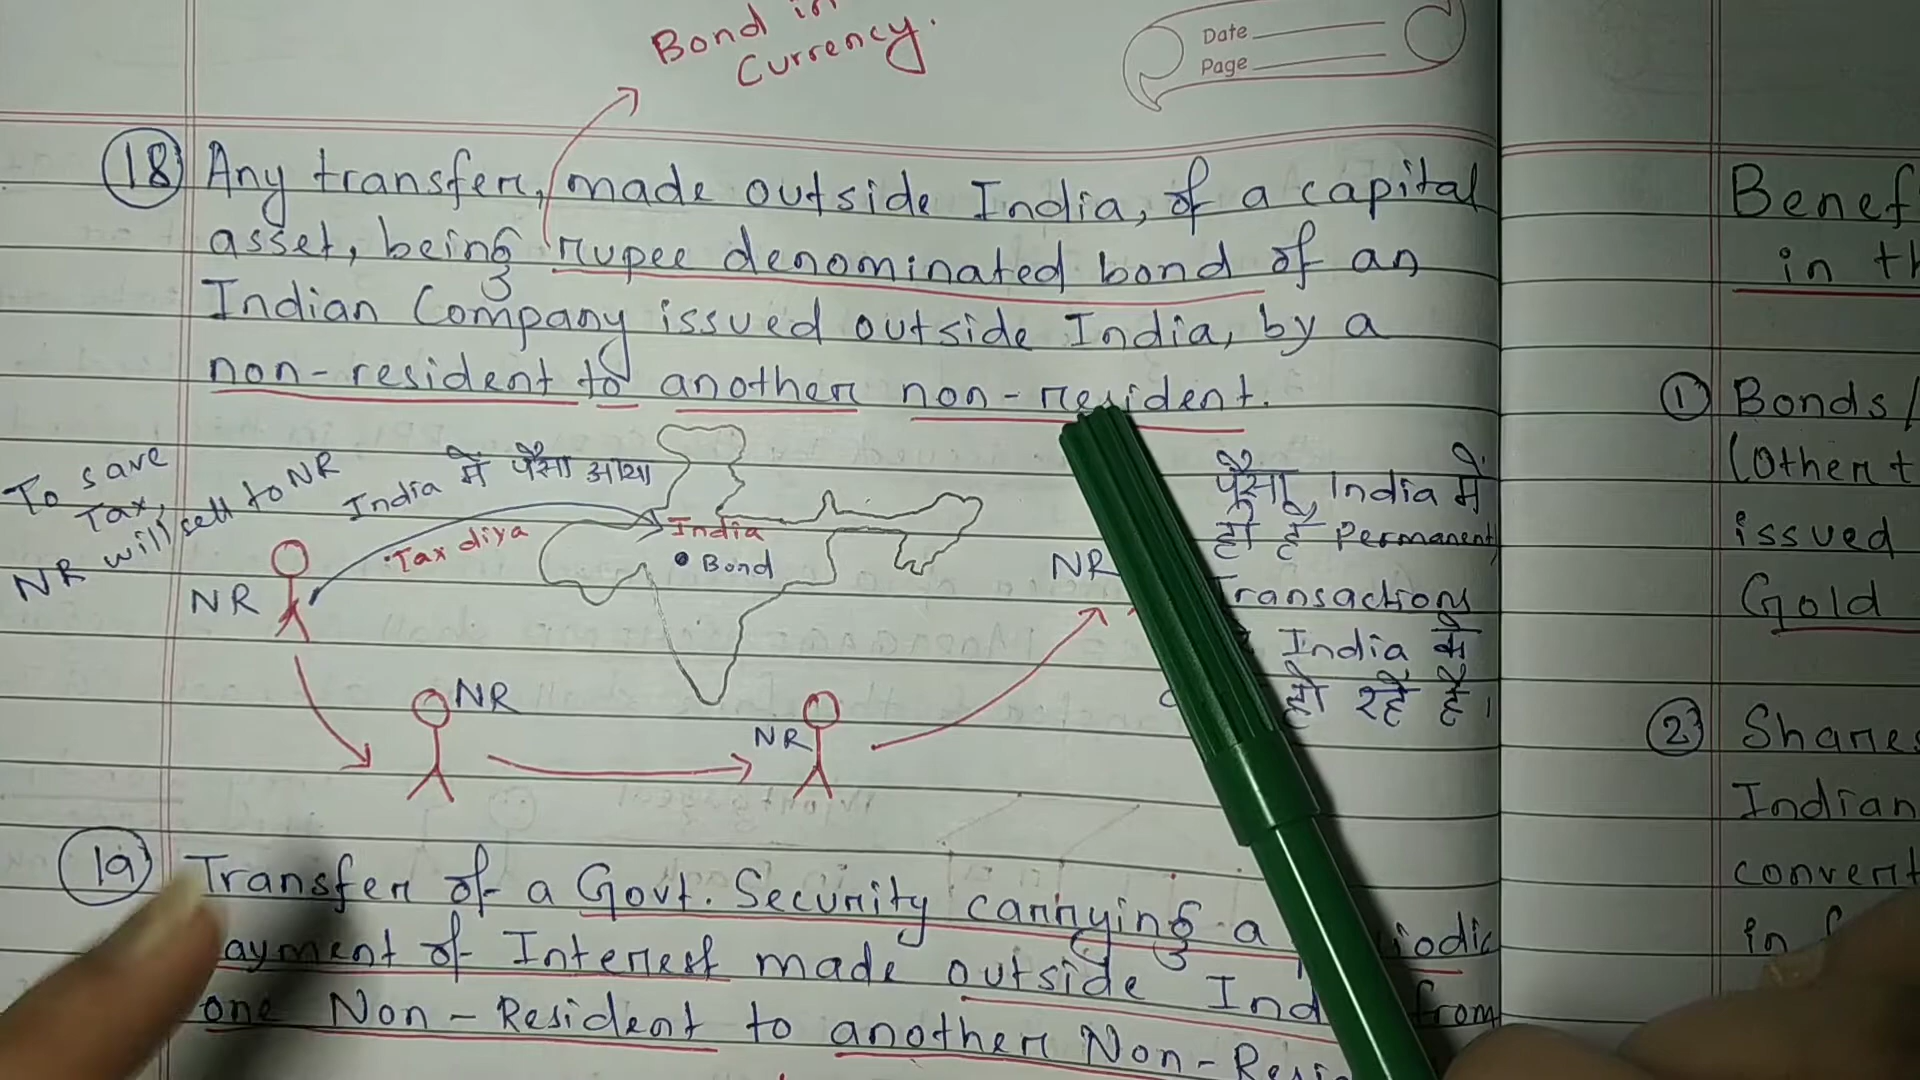 Bond in
Currency.
Date
Page
18 Any transfer, made outside India, of a capital
asset, being rupee denominated bond of an
Indian Company issued outside India, by a
non-resident to another non-resident.
To save
Tax,
NR will sell to NR
India में पैसा आया
Tax diya
India
Bond
NR
NR
NR
NR
पैसा India में
ही है Permanent
Transactions
India में
हो रहे हैं।
19 Transfer of a Govt. Security carrying a
Payment of Interest made outside from
one Non-Resident to another Non-
Benef
in th
1 Bonds/
(Other t
issued
Gold
2 Shares
Indian
convert
in